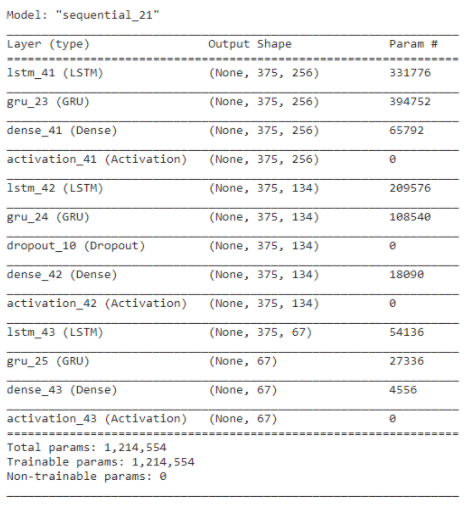 Model: "sequential_21"
Layer (type) Output Shape Param #
lstm_41 (LSTM) (None, 375, 256) 331776
gru_23 (GRU) (None, 375, 256) 394752
dense_41 (Dense) (None, 375, 256) 65792
activation_41 (Activation) (None, 375, 256) 0
lstm_42 (LSTM) (None, 375, 134) 209576
gru_24 (GRU) (None, 375, 134) 108540
dropout_10 (Dropout) (None, 375, 134) 0
dense_42 (Dense) (None, 375, 134) 18090
activation_42 (Activation) (None, 375, 134) 0
lstm_43 (LSTM) (None, 375, 67) 54136
gru_25 (GRU) (None, 67) 27336
dense_43 (Dense) (None, 67) 4556
activation_43 (Activation) (None, 67) 0
Total params: 1,214,554
Trainable params: 1,214,554
Non-trainable params: 0